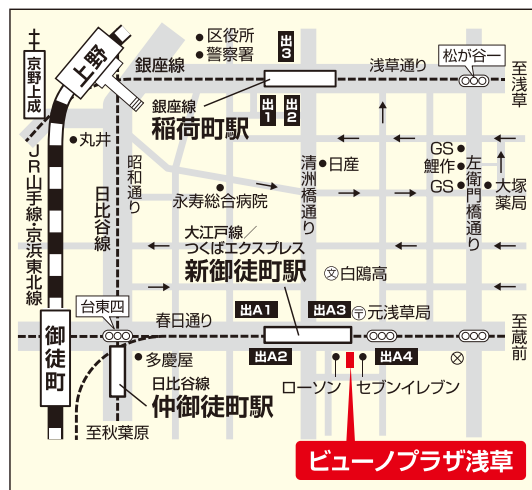 区役所
警察署
出3
至浅草
松が谷一
上野
銀座線
浅草通り
京野上成
銀座線
稲荷町駅
出1
出2
丸井
JR山手線・京浜東北線
日比谷線
昭和通り
清洲橋通り
日産
GS
鯉作
GS
左衛門橋通り
大塚薬局
永寿総合病院
大江戸線/
つくばエクスプレス
新御徒町駅
文白鴎高
台東四
春日通り
出A1
出A3
〒元浅草局
至蔵前
御徒町
多慶屋
出A2
出A4
日比谷線
仲御徒町駅
ローソン
セブンイレブン
至秋葉原
ビューノプラザ浅草